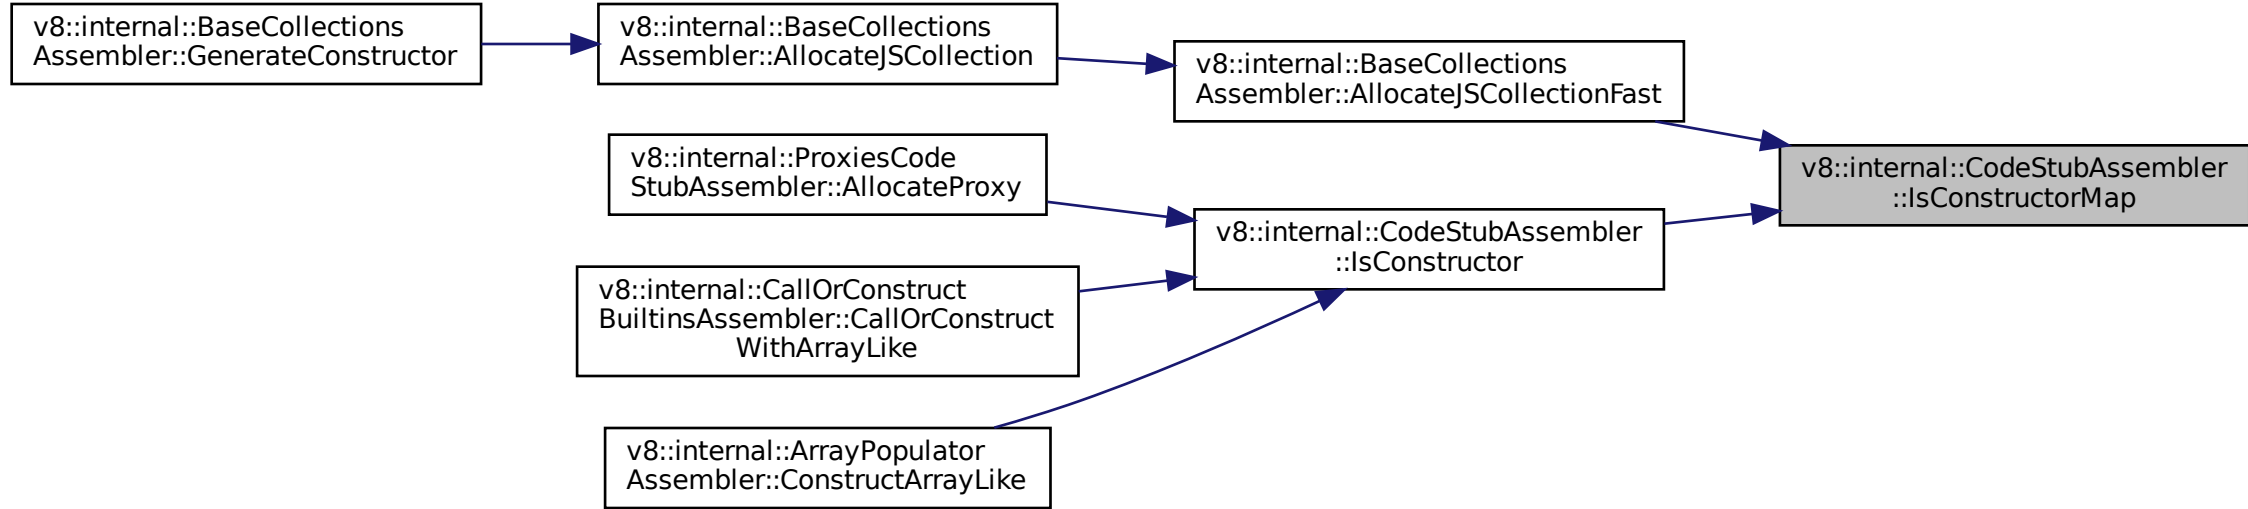 v8::internal::BaseCollections
Assembler::GenerateConstructor
v8::internal::BaseCollections
Assembler::AllocateJSCollection
v8::internal::BaseCollections
Assembler::AllocateJSCollectionFast
v8::internal::ProxiesCode
StubAssembler::AllocateProxy
v8::internal::CodeStubAssembler
::IsConstructorMap
v8::internal::CodeStubAssembler
::IsConstructor
v8::internal::CallOrConstruct
BuiltinsAssembler::CallOrConstruct
WithArrayLike
v8::internal::ArrayPopulator
Assembler::ConstructArrayLike